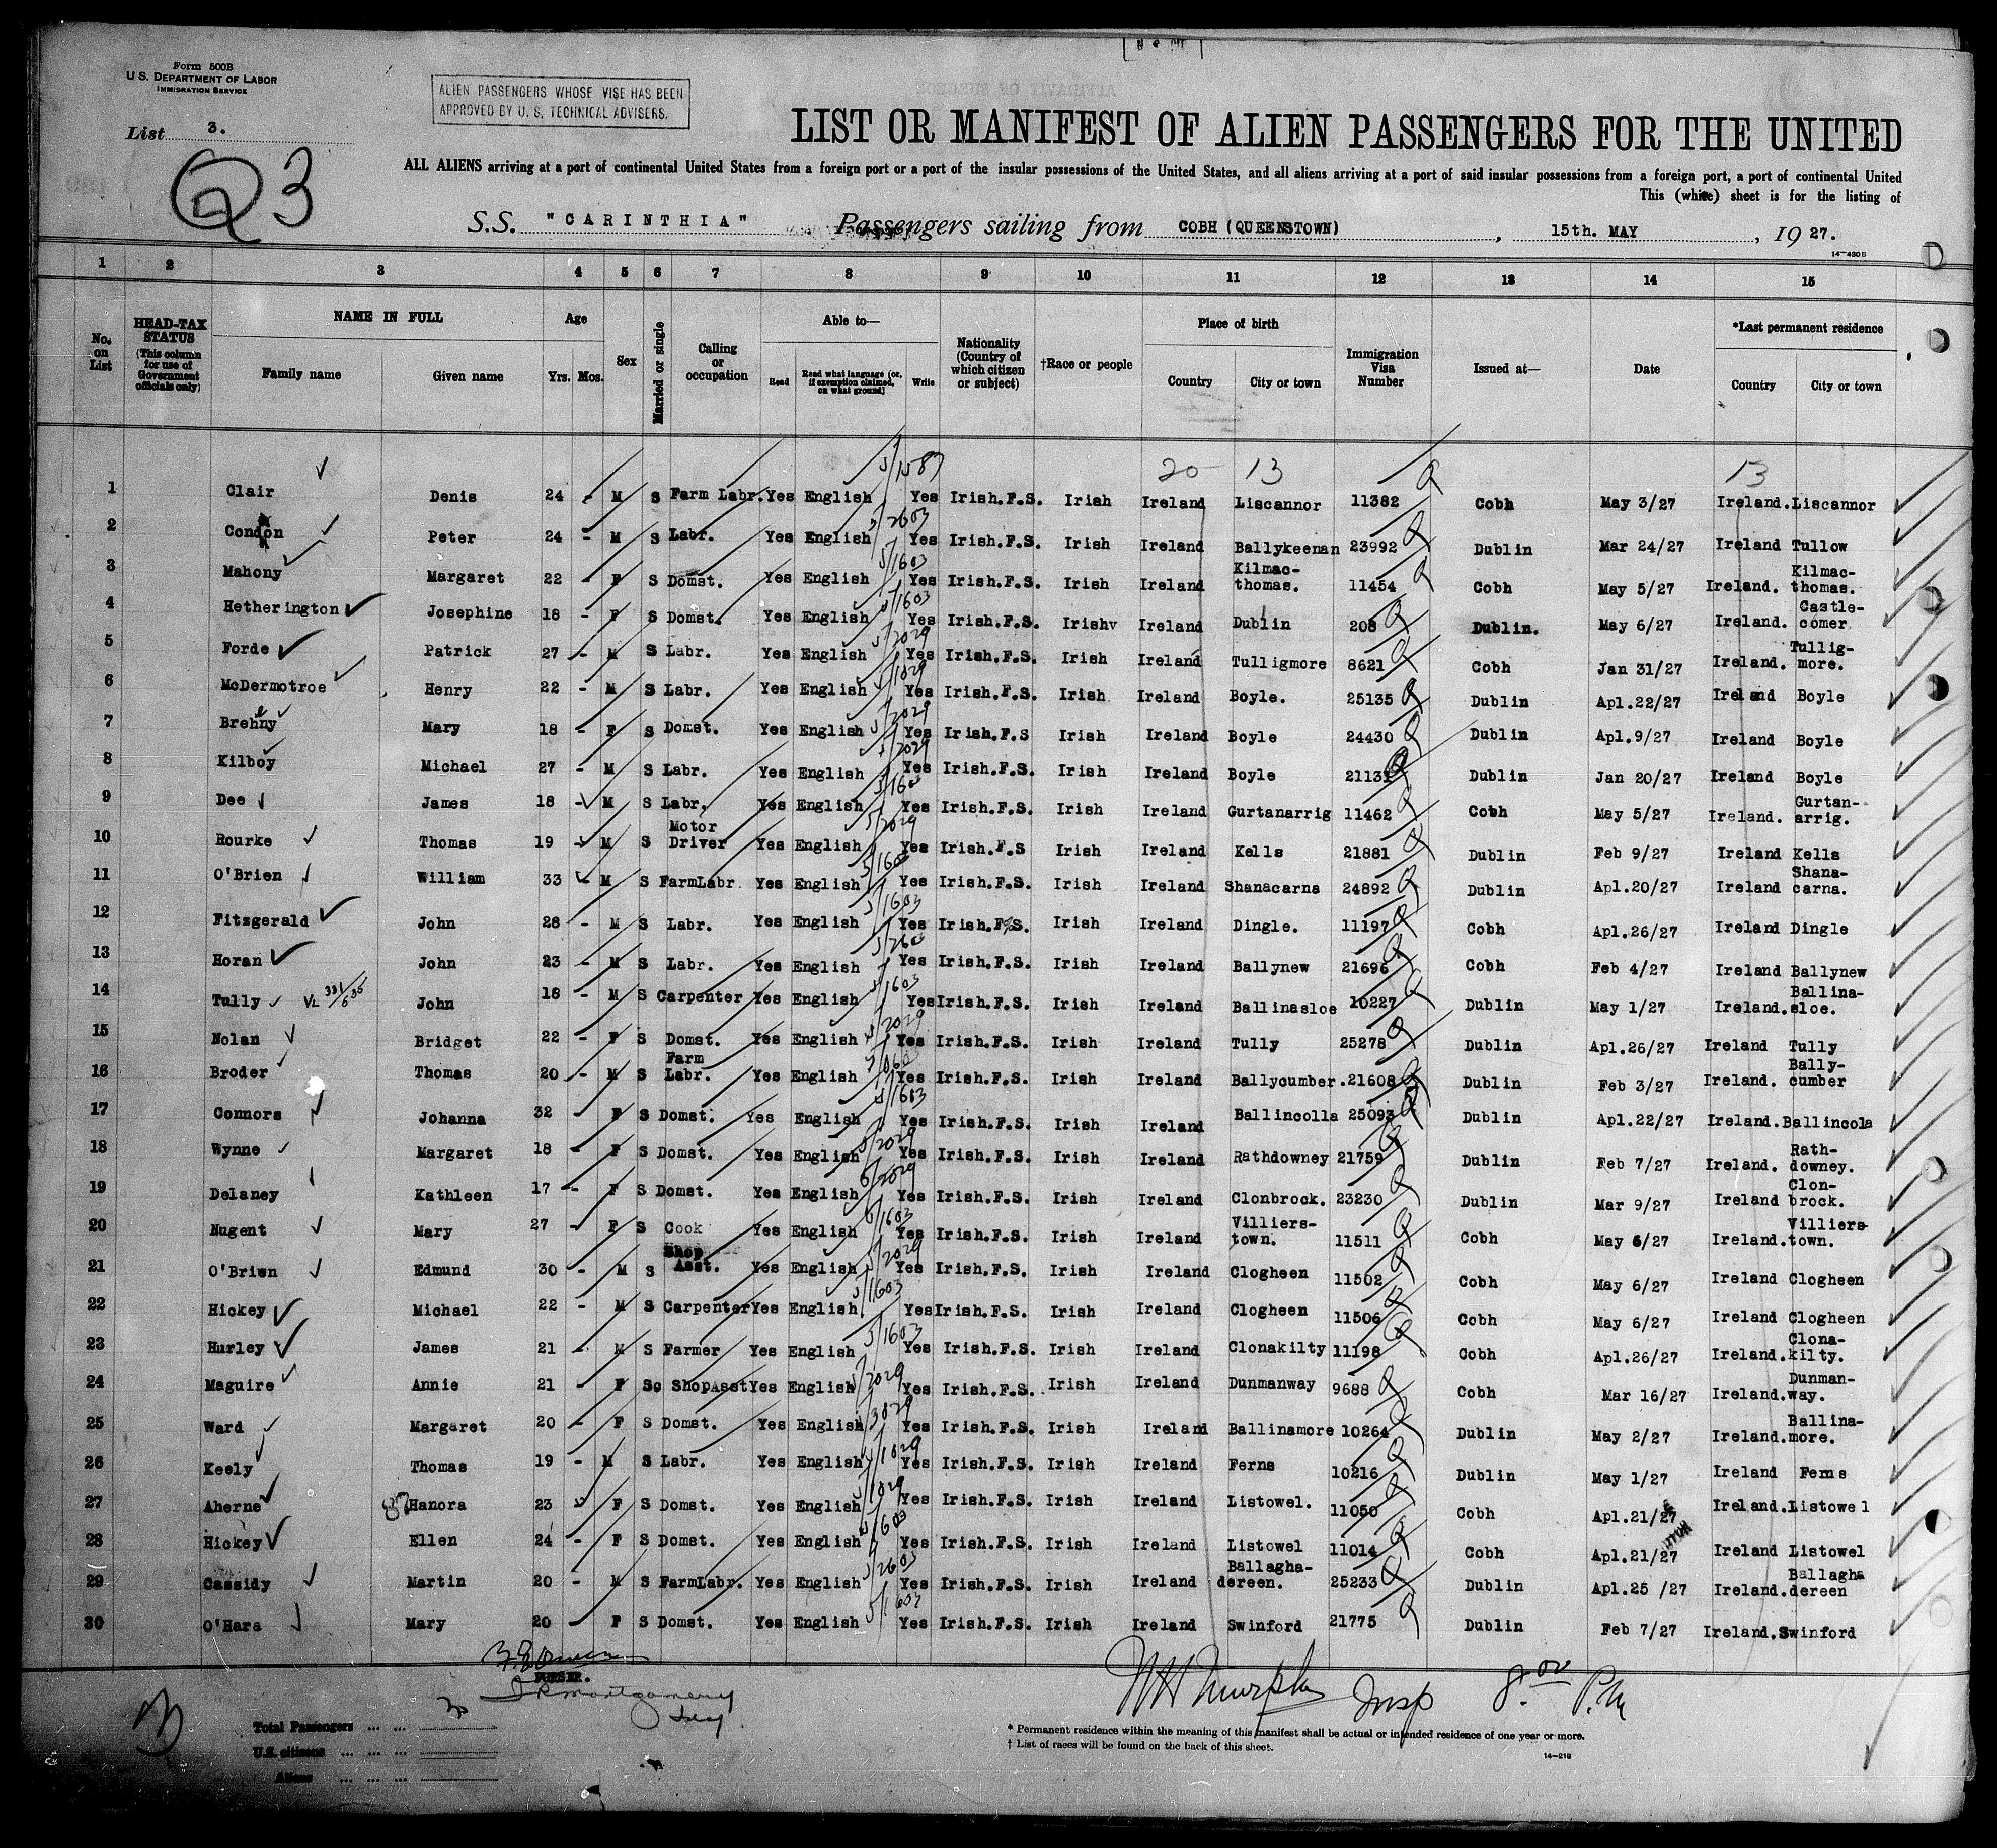 Form 500B
U.S. DEPARTMENT OF LABOR
IMMIGRATION SERVICE
ALIEN PASSENGERS WHOSE VISE HAS BEEN
APPROVED BY U. S. TECHNICAL ADVISERS.
List 3.
Q3
LIST OR MANIFEST OF ALIEN PASSENGERS FOR THE UNITED
ALL ALIENS arriving at a port of continental United States from a foreign port or a port of the insular possessions of the United States, and all aliens arriving at a port of said insular possessions from a foreign port, a port of continental United
This (white) sheet is for the listing of
S.S. "CARINTHIA" Passengers sailing from COBH (QUEENSTOWN), 15th. MAY, 1927.
14-430B
1 2 3 4 5 6 7 8 9 10 11 12 13 14 15
No. on List HEAD-TAX STATUS (This column for use of Government officials only) NAME IN FULL Family name Given name Age Yrs. Mos. Sex Married or single Calling or occupation Able to— Read Read what language (or, if exemption claimed, on what ground) Write Nationality (Country of which citizen or subject) †Race or people Place of birth Country City or town Immigration Visa Number Issued at— Date *Last permanent residence Country City or town
20 13 13
1 Clair Denis 24 - M S Farm Labr. Yes English Yes Irish.F.S. Irish Ireland Liscannor 11382 Cobh May 3/27 Ireland. Liscannor
2 Condon Peter 24 - M S Labr. Yes English Yes Irish.F.S. Irish Ireland Ballykeenan 23992 Dublin Mar 24/27 Ireland Tullow
3 Mahony Margaret 22 - F S Domst. Yes English Yes Irish.F.S. Irish Ireland Kilmac-thomas. 11454 Cobh May 5/27 Ireland. Kilmac-thomas.
4 Hetherington Josephine 18 - F S Domst. Yes English Yes Irish.F.S. Irishv Ireland Dublin 208 Dublin. May 6/27 Ireland. Castle-comer
5 Forde Patrick 27 - M S Labr. Yes English Yes Irish.F.S. Irish Ireland Tulligmore 8621 Cobh Jan 31/27 Ireland. Tullig-more.
6 McDermotroe Henry 22 - M S Labr. Yes English Yes Irish.F.S. Irish Ireland Boyle. 25135 Dublin Apl.22/27 Ireland Boyle
7 Brehny Mary 18 - F S Domst. Yes English Yes Irish.F.S Irish Ireland Boyle 24430 Dublin Apl.9/27 Ireland Boyle
8 Kilboy Michael 27 - M S Labr. Yes English Yes Irish.F.S. Irish Ireland Boyle 2113 Dublin Jan 20/27 Ireland Boyle
9 Dee James 18 - M S Labr. Yes English Yes Irish.F.S. Irish Ireland Gurtanarrig 11462 Cobh May 5/27 Ireland. Gurtan-arrig.
10 Rourke Thomas 19 - M S Motor Driver Yes English Yes Irish.F.S Irish Ireland Kells 21881 Dublin Feb 9/27 Ireland Kells
11 O'Brien William 33 - M S FarmLabr. Yes English Yes Irish.F.S. Irish Ireland Shanacarna 24892 Dublin Apl.20/27 Ireland Shana-carna.
12 Fitzgerald John 28 - M S Labr. Yes English Yes Irish.F.S. Irish Ireland Dingle. 11197 Cobh Apl.26/27 Ireland Dingle
13 Horan John 23 - M S Labr. Yes English Yes Irish.F.S. Irish Ireland Ballynew 21696 Cobh Feb 4/27 Ireland Ballynew
14 Tully VL 331/635 John 18 - M S Carpenter Yes English Yes Irish.F.S. Irish Ireland Ballinasloe 10227 Dublin May 1/27 Ireland. Ballina-sloe.
15 Nolan Bridget 22 - F S Domst. Yes English Yes Irish.F.S. Irish Ireland Tully 25278 Dublin Apl.26/27 Ireland Tully
16 Broder Thomas 20 - M S Farm Labr. Yes English Yes Irish.F.S. Irish Ireland Ballycumber. 21608 Dublin Feb 3/27 Ireland. Bally-cumber
17 Connors Johanna 32 F S Domst. Yes English Yes Irish.F.S. Irish Ireland Ballincolla 25093 Dublin Apl.22/27 Ireland. Ballincola
18 Wynne Margaret 18 - F S Domst. Yes English Yes Irish.F.S. Irish Ireland Rathdowney 21759 Dublin Feb 7/27 Ireland. Rath-downey.
19 Delaney Kathleen 17 - F S Domst. Yes English Yes Irish.F.S. Irish Ireland Clonbrook. 23230 Dublin Mar 9/27 Ireland Clon-brook.
20 Nugent Mary 27 - F S Cook Yes English Yes Irish.F.S. Irish Ireland Villiers-town. 11511 Cobh May 6/27 Ireland. Villiers-town.
21 O'Briwn Edmund 30 - M S Shop Asst. Yes English Yes Irish.F.S. Irish Ireland Clogheen 11502 Cobh May 6/27 Ireland Clogheen
22 Hickey Michael 22 - M S Carpenter Yes English Yes Irish.F.S. Irish Ireland Clogheen 11506 Cobh May 6/27 Ireland Clogheen
23 Hurley James 21 - M S Farmer Yes English Yes Irish.F.S. Irish Ireland Clonakilty 11198 Cobh Apl.26/27 Ireland. Clona-kilty.
24 Maguire Annie 21 - F S ShopAsst Yes English Yes Irish.F.S. Irish Ireland Dunmanway 9688 Cobh Mar 16/27 Ireland. Dunman-way.
25 Ward Margaret 20 - F S Domst. Yes English Yes Irish.F.S. Irish Ireland Ballinamore 10264 Dublin May 2/27 Ireland. Ballina-more.
26 Keely Thomas 19 - M S Labr. Yes English Yes Irish.F.S. Irish Ireland Ferns 10216 Dublin May 1/27 Ireland Ferns
27 Aherne Hanora 23 F S Domst. Yes English Yes Irish.F.S. Irish Ireland Listowel. 11050 Cobh Apl.21/27 Ireland. Listowel
28 Hickey Ellen 24 - F S Domst. Yes English Yes Irish.F.S. Irish Ireland Listowel 11014 Cobh Apl.21/27 Ireland Listowel
29 Cassidy Martin 20 - M S FarmLabr. Yes English Yes Irish.F.S. Irish Ireland Ballagha-dereen. 25233 Dublin Apl.25 /27 Ireland. Ballagha dereen
30 O'Hara Mary 20 F S Domst. Yes English Yes Irish.F.S. Irish Ireland Swinford 21775 Dublin Feb 7/27 Ireland. Swinford
PURSER.
Montgomery
Murphy Insp 8.00 P.M
Total Passengers ... ...
U.S. citizens ... ... ...
Aliens ... ... ...
* Permanent residence within the meaning of this manifest shall be actual or intended residence of one year or more.
† List of races will be found on the back of this sheet.
14-218